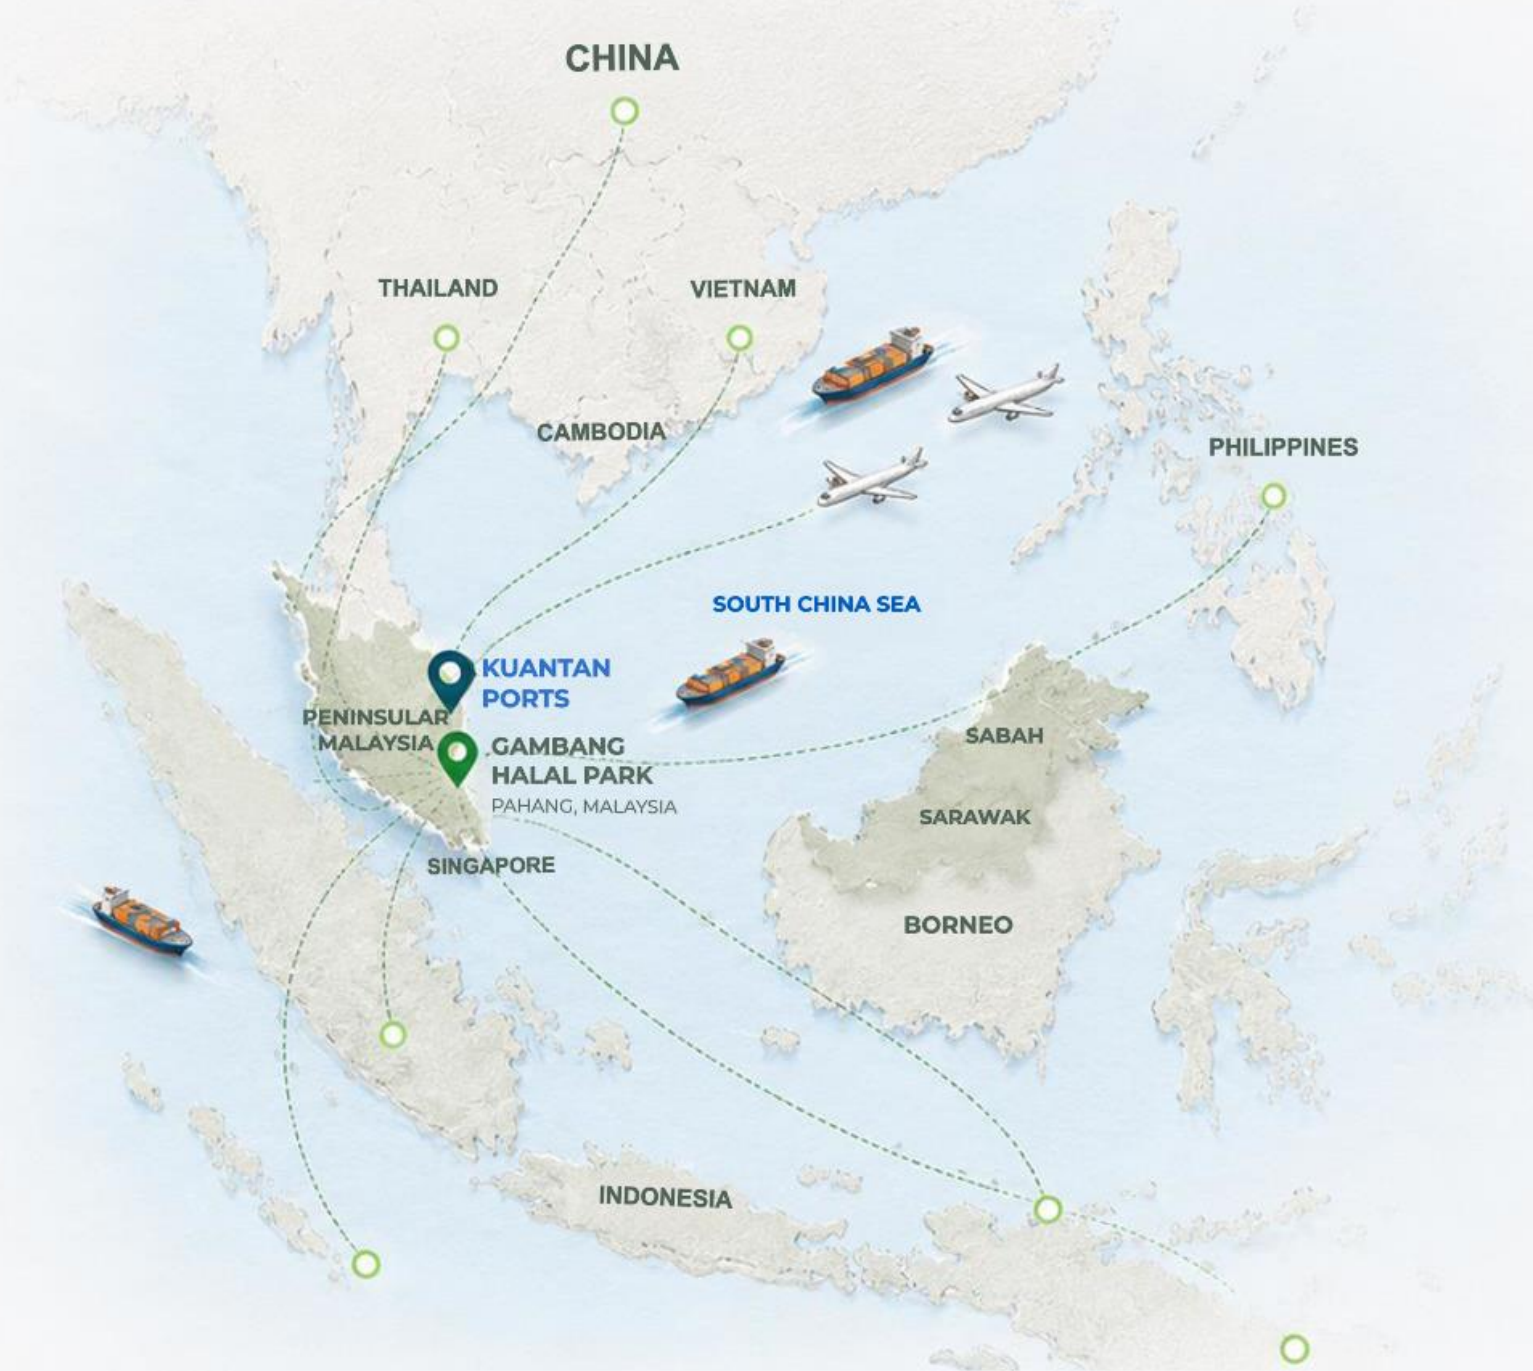 CHINA
THAILAND
VIETNAM
CAMBODIA
PHILIPPINES
SOUTH CHINA SEA
KUANTAN
PORTS
PENINSULAR
MALAYSIA
GAMBANG
HALAL PARK
PAHANG, MALAYSIA
SABAH
SARAWAK
SINGAPORE
BORNEO
INDONESIA